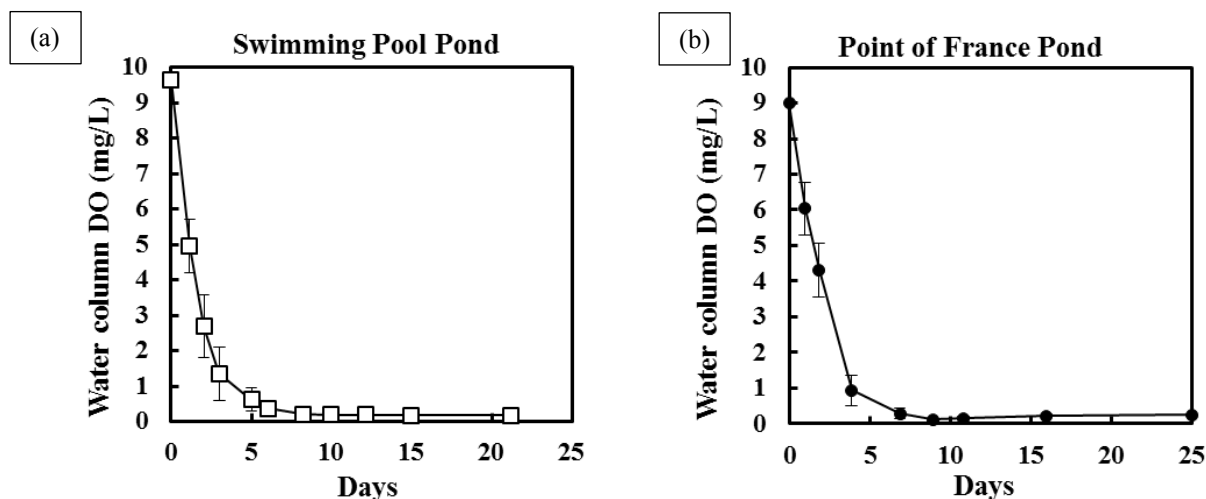 (a)
Swimming Pool Pond
Water column DO (mg/L)
10
9
8
7
6
5
4
3
2
1
0
0 5 10 15 20 25
Days
(b)
Point of France Pond
Water column DO (mg/L)
10
9
8
7
6
5
4
3
2
1
0
0 5 10 15 20 25
Days